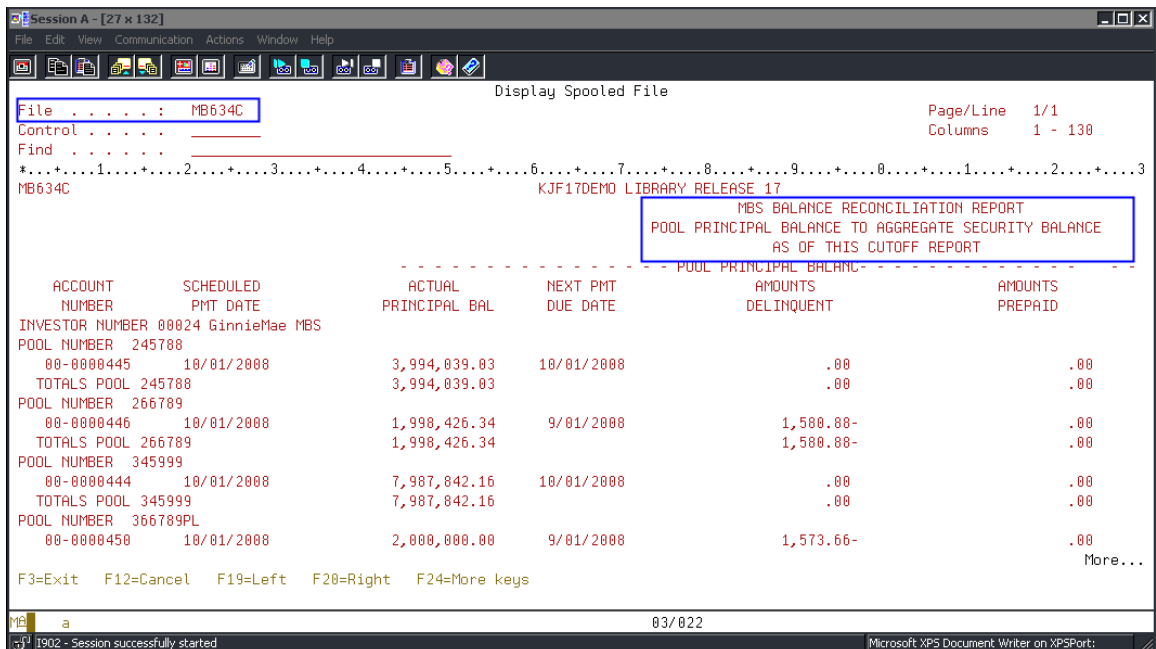 Session A - [27 x 132]
File Edit View Communication Actions Window Help
Display Spooled File
File . . . . . : MB634C Page/Line 1/1
Control . . . . . Columns 1 - 130
Find . . . . . .
*...+....1....+....2....+....3....+....4....+....5....+....6....+....7....+....8....+....9....+....0....+....1....+....2....+....3
MB634C KJF17DEMO LIBRARY RELEASE 17
MBS BALANCE RECONCILIATION REPORT
POOL PRINCIPAL BALANCE TO AGGREGATE SECURITY BALANCE
AS OF THIS CUTOFF REPORT
- - - - - - - - - - - - - - - - POOL PRINCIPAL BALANC- - - - - - - - - - - - - - - -
ACCOUNT SCHEDULED ACTUAL NEXT PMT AMOUNTS AMOUNTS
NUMBER PMT DATE PRINCIPAL BAL DUE DATE DELINQUENT PREPAID
INVESTOR NUMBER 00024 GinnieMae MBS
POOL NUMBER 245788
00-0000445 10/01/2008 3,994,039.03 10/01/2008 .00 .00
TOTALS POOL 245788 3,994,039.03 .00 .00
POOL NUMBER 266789
00-0000446 10/01/2008 1,998,426.34 9/01/2008 1,580.88- .00
TOTALS POOL 266789 1,998,426.34 1,580.88- .00
POOL NUMBER 345999
00-0000444 10/01/2008 7,987,842.16 10/01/2008 .00 .00
TOTALS POOL 345999 7,987,842.16 .00 .00
POOL NUMBER 366789PL
00-0000450 10/01/2008 2,000,000.00 9/01/2008 1,573.66- .00
More...
F3=Exit F12=Cancel F19=Left F20=Right F24=More keys
MA a 03/022
I902 - Session successfully started Microsoft XPS Document Writer on XPSPort: